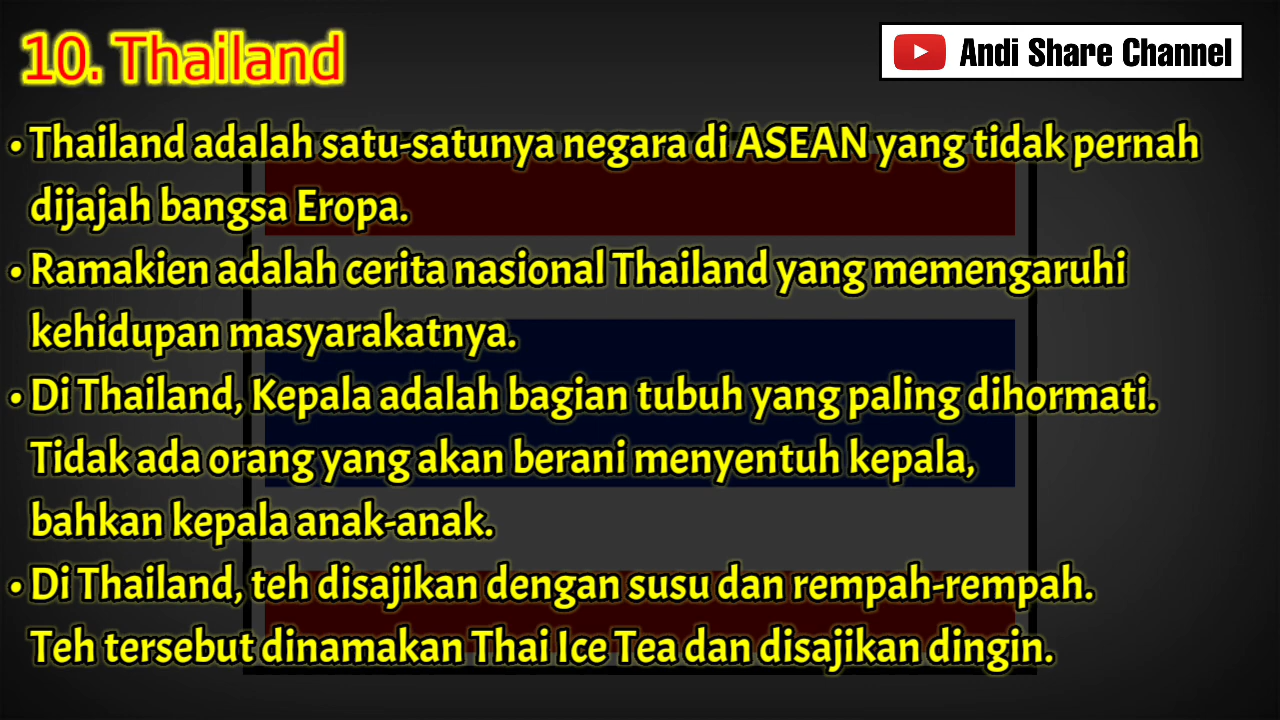 10. Thailand
Andi Share Channel
• Thailand adalah satu-satunya negara di ASEAN yang tidak pernah
dijajah bangsa Eropa.
• Ramakien adalah cerita nasional Thailand yang memengaruhi
kehidupan masyarakatnya.
• Di Thailand, Kepala adalah bagian tubuh yang paling dihormati.
Tidak ada orang yang akan berani menyentuh kepala,
bahkan kepala anak-anak.
• Di Thailand, teh disajikan dengan susu dan rempah-rempah.
Teh tersebut dinamakan Thai Ice Tea dan disajikan dingin.